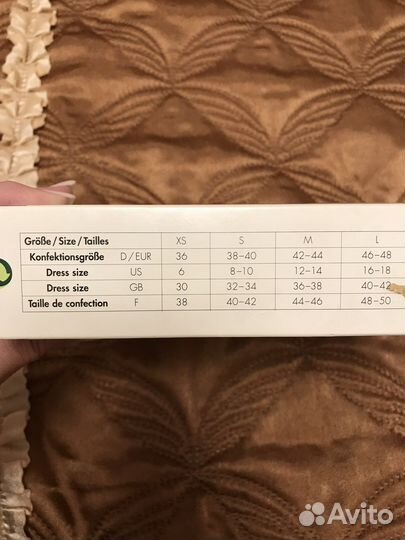 Größe / Size / Tailles XS S M L
Konfektionsgröße D/EUR 36 38–40 42–44 46–48
Dress size US 6 8–10 12–14 16–18
Dress size GB 30 32–34 36–38 40–42
Taille de confection F 38 40–42 44–46 48–50
Avito